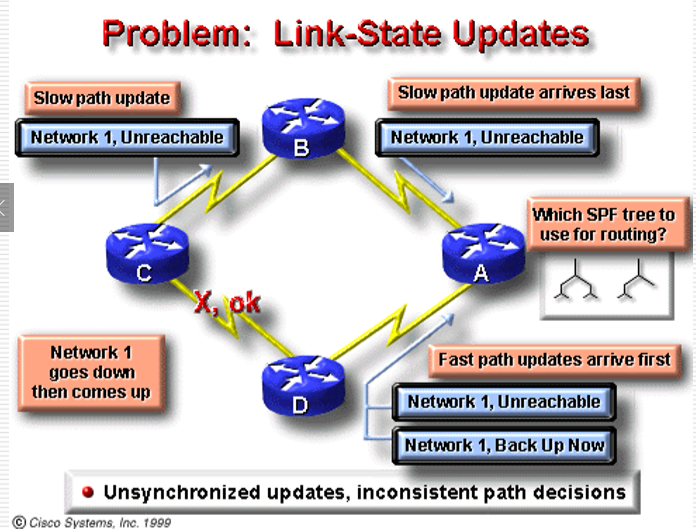 Problem: Link-State Updates
Slow path update
Network 1, Unreachable
Slow path update arrives last
Network 1, Unreachable
B
Which SPF tree to
use for routing?
C
A
X, ok
Network 1
goes down
then comes up
D
Fast path updates arrive first
Network 1, Unreachable
Network 1, Back Up Now
Unsynchronized updates, inconsistent path decisions
© Cisco Systems, Inc. 1999